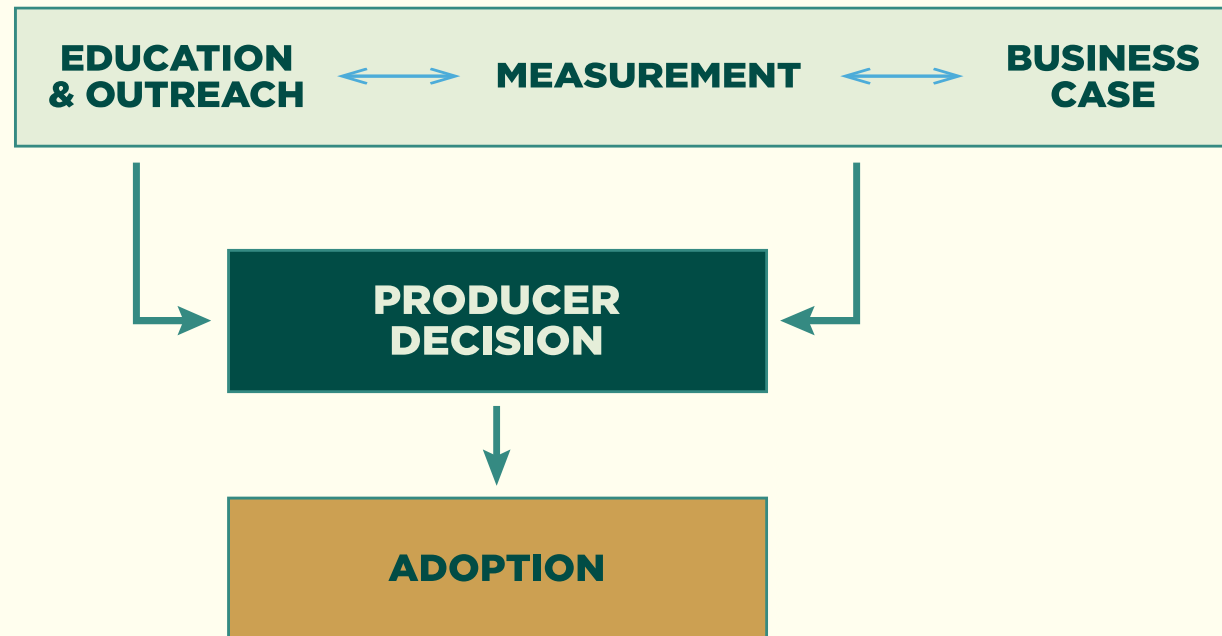 EDUCATION
& OUTREACH
MEASUREMENT
BUSINESS
CASE
PRODUCER
DECISION
ADOPTION